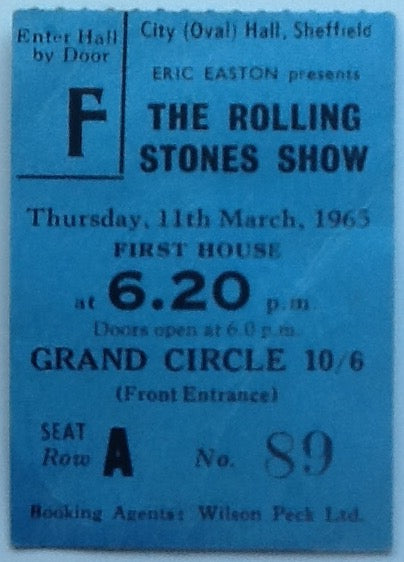 Enter Hall
by Door
F
City (Oval) Hall, Sheffield
ERIC EASTON presents
THE ROLLING
STONES SHOW
Thursday, 11th March, 1965
FIRST HOUSE
at 6.20 p.m.
Doors open at 6.0 p.m.
GRAND CIRCLE 10/6
(Front Entrance)
SEAT
Row A No. 89
Booking Agents: Wilson Peck Ltd.